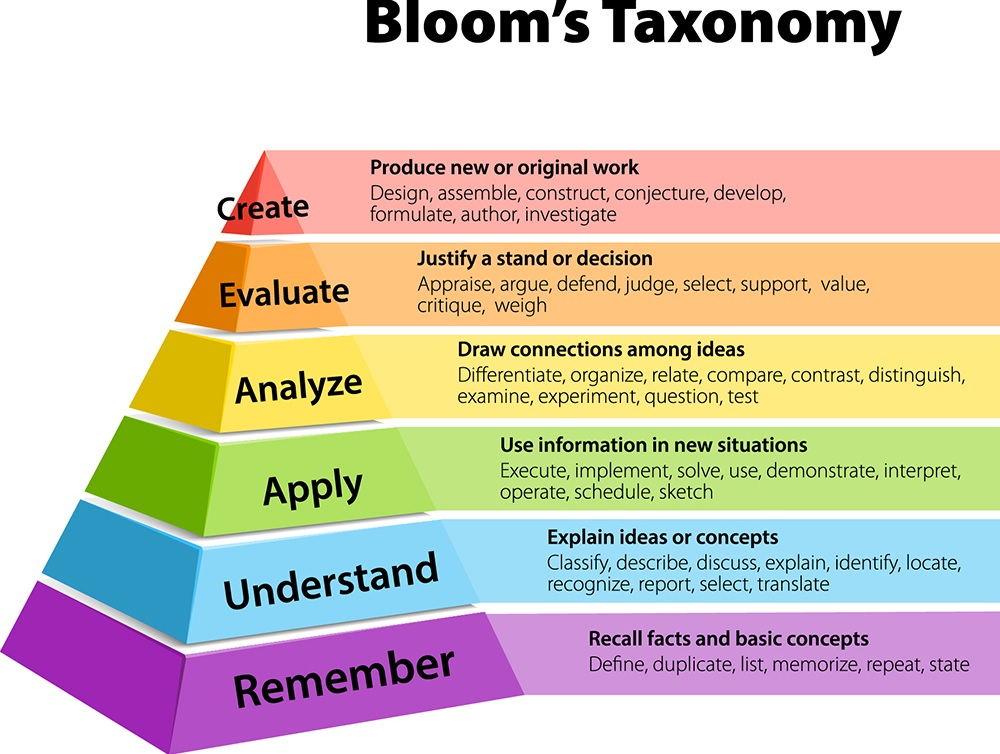 Bloom's Taxonomy
Create
Produce new or original work
Design, assemble, construct, conjecture, develop,
formulate, author, investigate
Evaluate
Justify a stand or decision
Appraise, argue, defend, judge, select, support, value,
critique, weigh
Analyze
Draw connections among ideas
Differentiate, organize, relate, compare, contrast, distinguish,
examine, experiment, question, test
Apply
Use information in new situations
Execute, implement, solve, use, demonstrate, interpret,
operate, schedule, sketch
Understand
Explain ideas or concepts
Classify, describe, discuss, explain, identify, locate,
recognize, report, select, translate
Remember
Recall facts and basic concepts
Define, duplicate, list, memorize, repeat, state